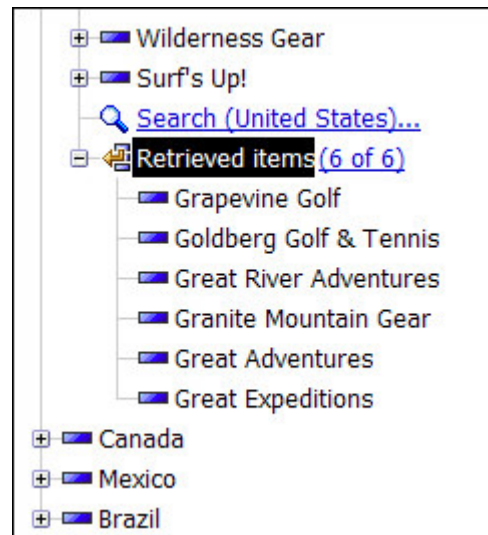 Wilderness Gear
Surf's Up!
Search (United States)...
Retrieved items (6 of 6)
Grapevine Golf
Goldberg Golf & Tennis
Great River Adventures
Granite Mountain Gear
Great Adventures
Great Expeditions
Canada
Mexico
Brazil